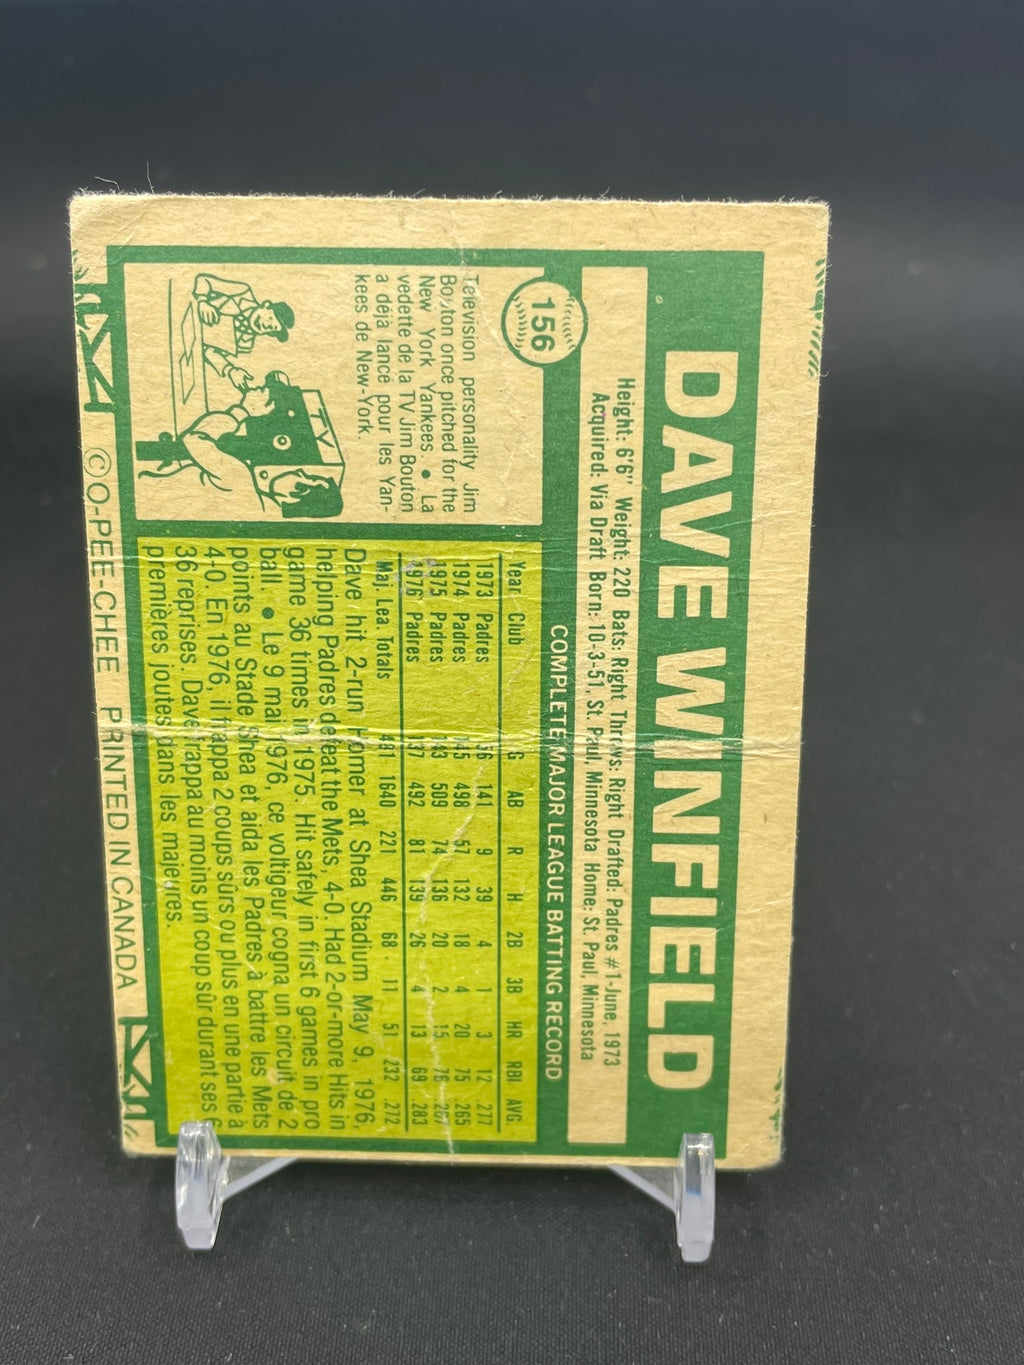 DAVE WINFIELD
Height: 6'6" Weight: 220 Bats: Right Throws: Right Drafted: Padres #1-June, 1973
Acquired: Via Draft Born: 10-3-51, St. Paul, Minnesota Home: St. Paul, Minnesota
156
COMPLETE MAJOR LEAGUE BATTING RECORD
Year Club G AB R H 2B 3B HR RBI AVG.
1973 Padres 56 141 9 39 4 1 3 12 .277
1974 Padres 145 498 57 132 18 4 20 75 .265
1975 Padres 143 509 74 136 20 2 15 76 .267
1976 Padres 137 492 81 139 26 4 13 69 .283
Maj. Lea. Totals 481 1640 221 446 68 11 51 232 .272
Dave hit 2-run Homer at Shea Stadium May 9, 1976,
helping Padres defeat the Mets, 4-0. Had 2-or-more Hits in
game 36 times in 1975. Hit safely in first 6 games in pro
ball. • Le 9 mai 1976, ce voltigeur cogna un circuit de 2
points au Stade Shea et aida les Padres à battre les Mets
4-0. En 1976, il frappa 2 coups sûrs ou plus en une partie à
36 reprises. Dave frappa au moins un coup sûr durant ses 6
premières joutes dans les majeures.
Television personality Jim
Bouton once pitched for the
New York Yankees. • La
vedette de la TV Jim Bouton
a déjà lancé pour les Yan-
kees de New-York.
TV
©O-PEE-CHEE PRINTED IN CANADA